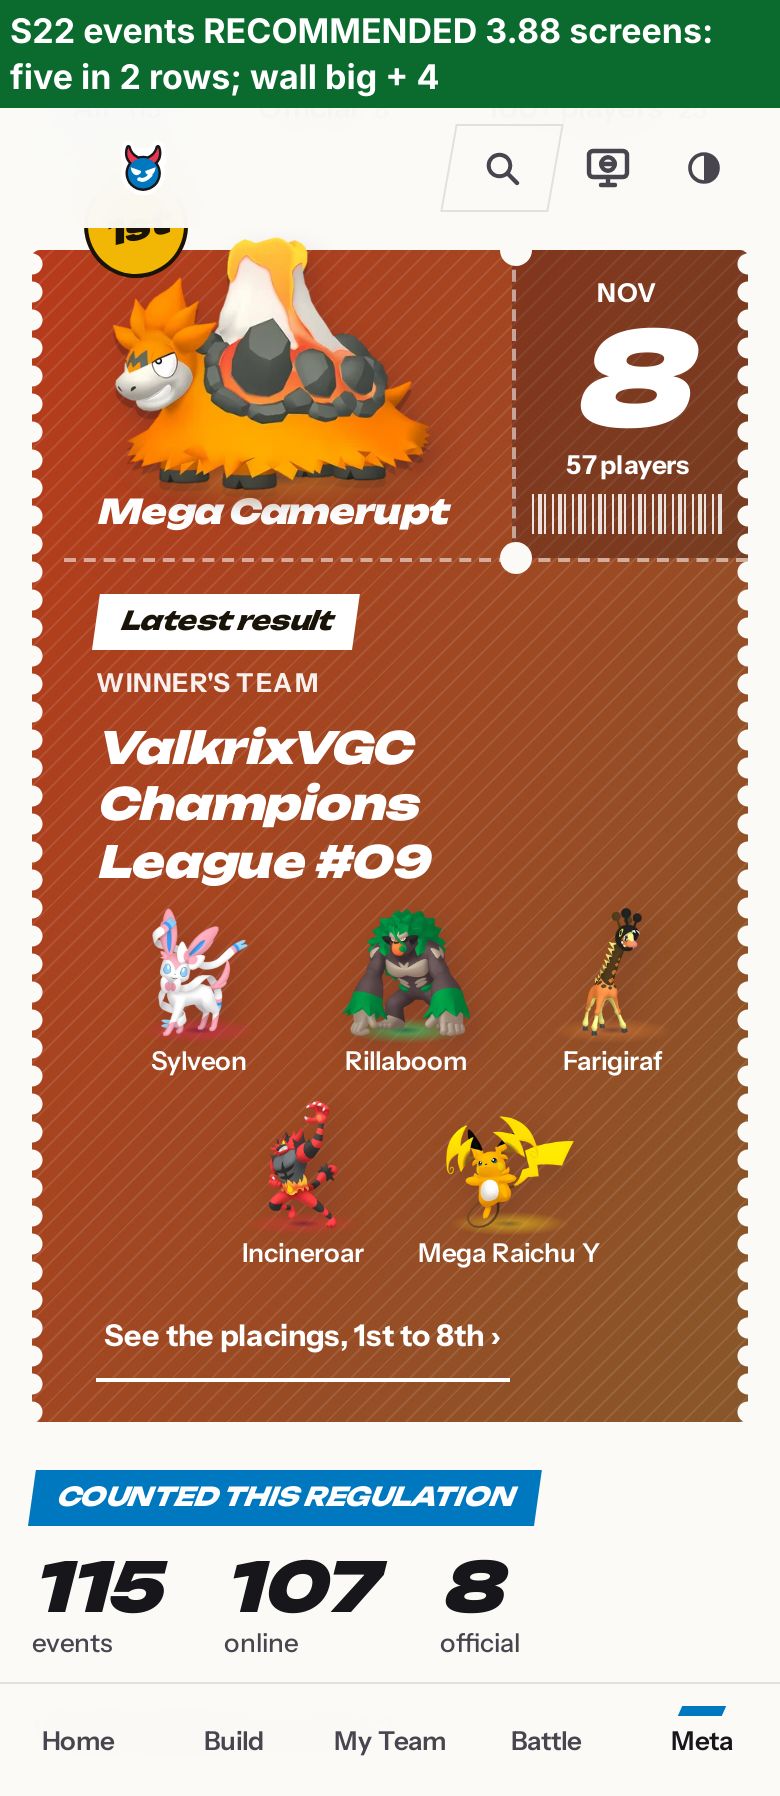 S22 events RECOMMENDED 3.88 screens:
five in 2 rows; wall big + 4
1st
NOV
8
57 players
Mega Camerupt
Latest result
WINNER'S TEAM
ValkrixVGC
Champions
League #09
Sylveon
Rillaboom
Farigiraf
Incineroar
Mega Raichu Y
See the placings, 1st to 8th ›
COUNTED THIS REGULATION
115
107
8
events
online
official
Home
Build
My Team
Battle
Meta